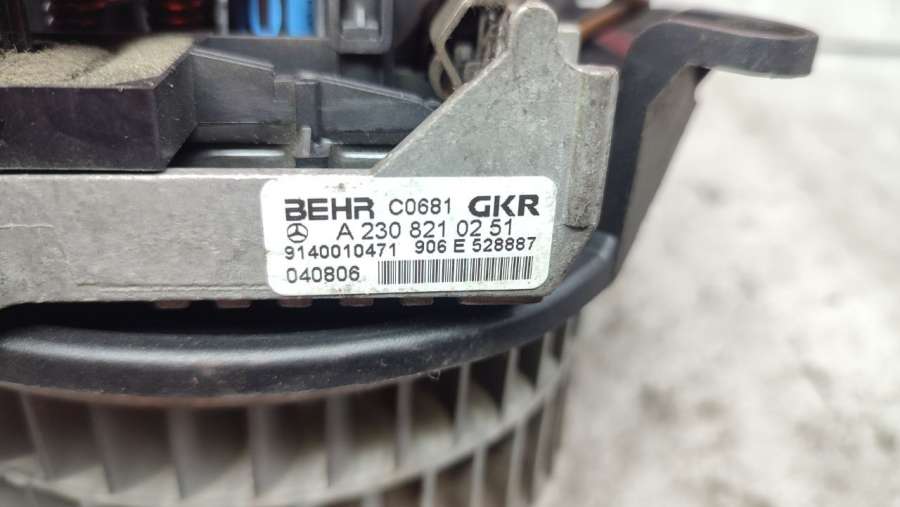 BEHR C0681 GKR
A 230 821 02 51
9140010471 906 E 528887
040806